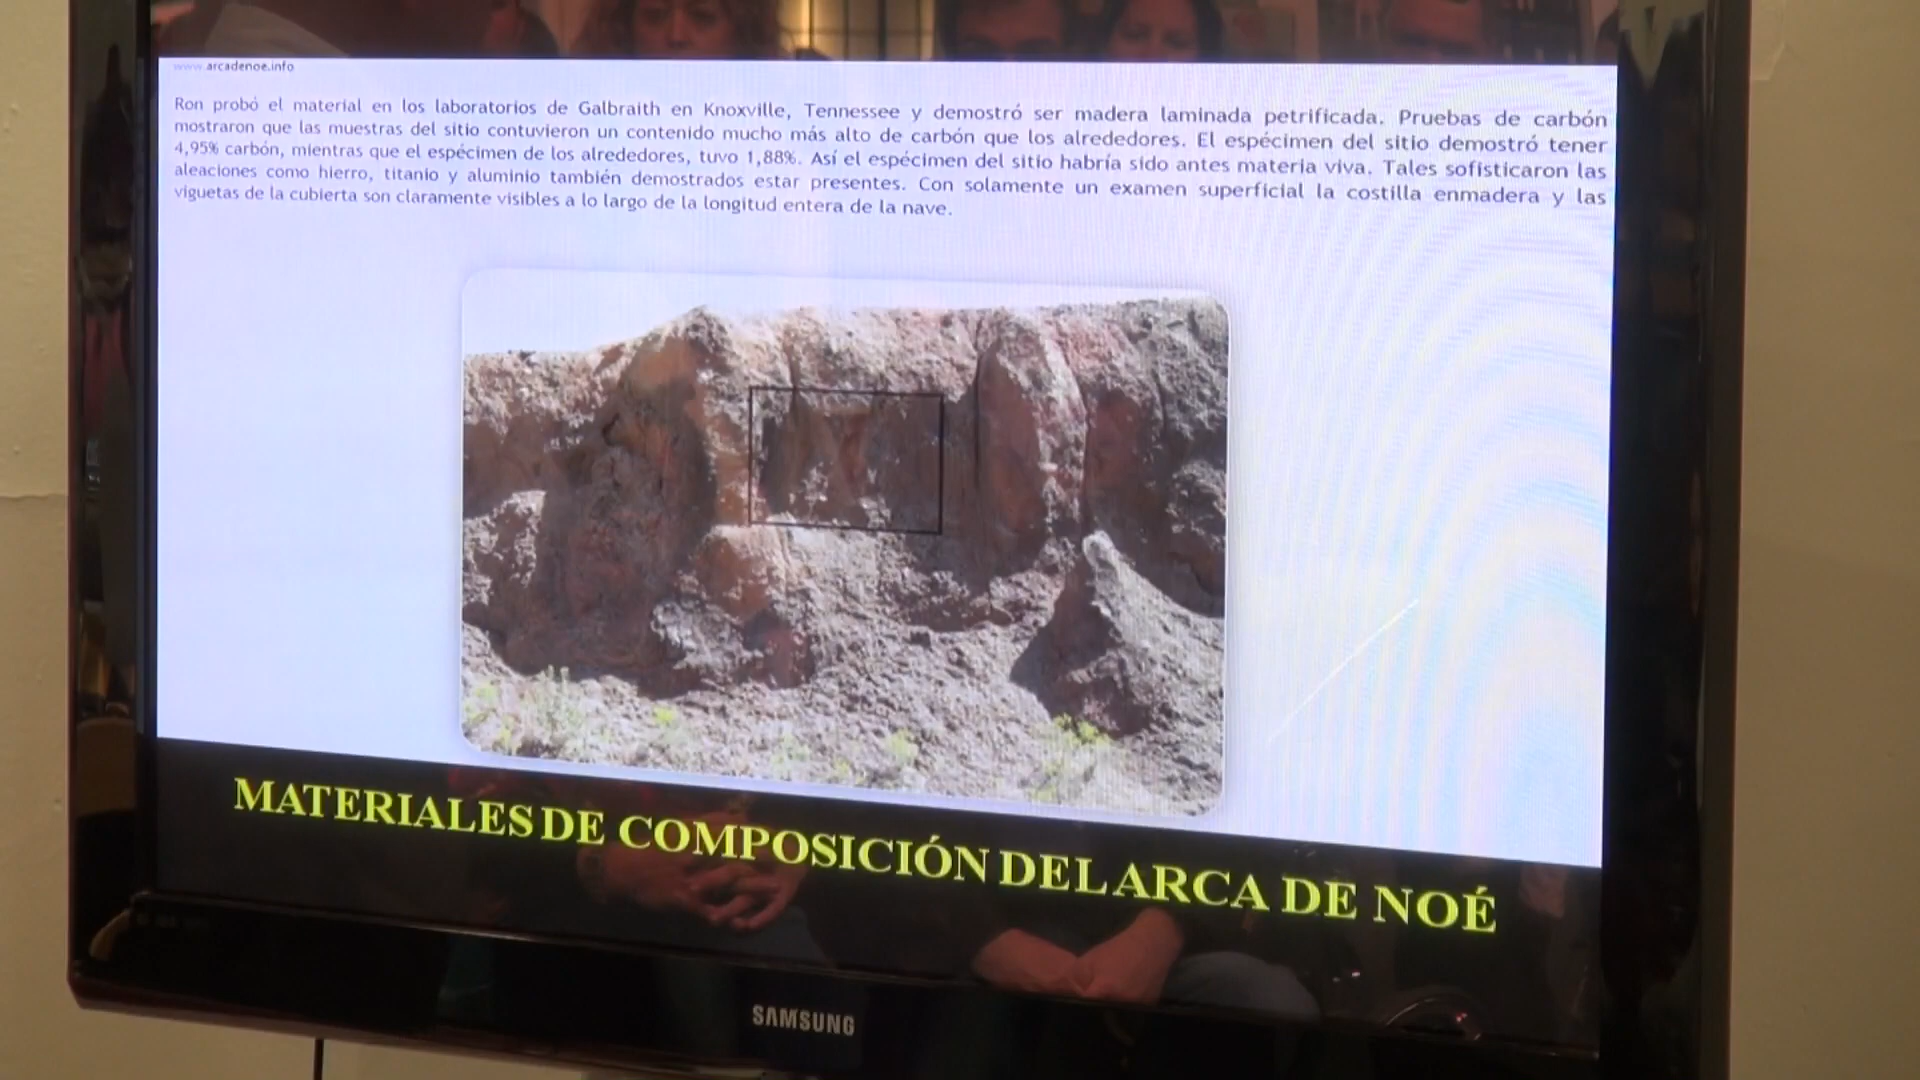 www.arcadenoe.info
Ron probó el material en los laboratorios de Galbraith en Knoxville, Tennessee y demostró ser madera laminada petrificada. Pruebas de carbón
mostraron que las muestras del sitio contuvieron un contenido mucho más alto de carbón que los alrededores. El espécimen del sitio demostró tener
4,95% carbón, mientras que el espécimen de los alrededores, tuvo 1,88%. Así el espécimen del sitio habría sido antes materia viva. Tales sofisticaron las
aleaciones como hierro, titanio y aluminio también demostrados estar presentes. Con solamente un examen superficial la costilla enmadera y las
viguetas de la cubierta son claramente visibles a lo largo de la longitud entera de la nave.
MATERIALES DE COMPOSICIÓN DEL ARCA DE NOÉ
SAMSUNG